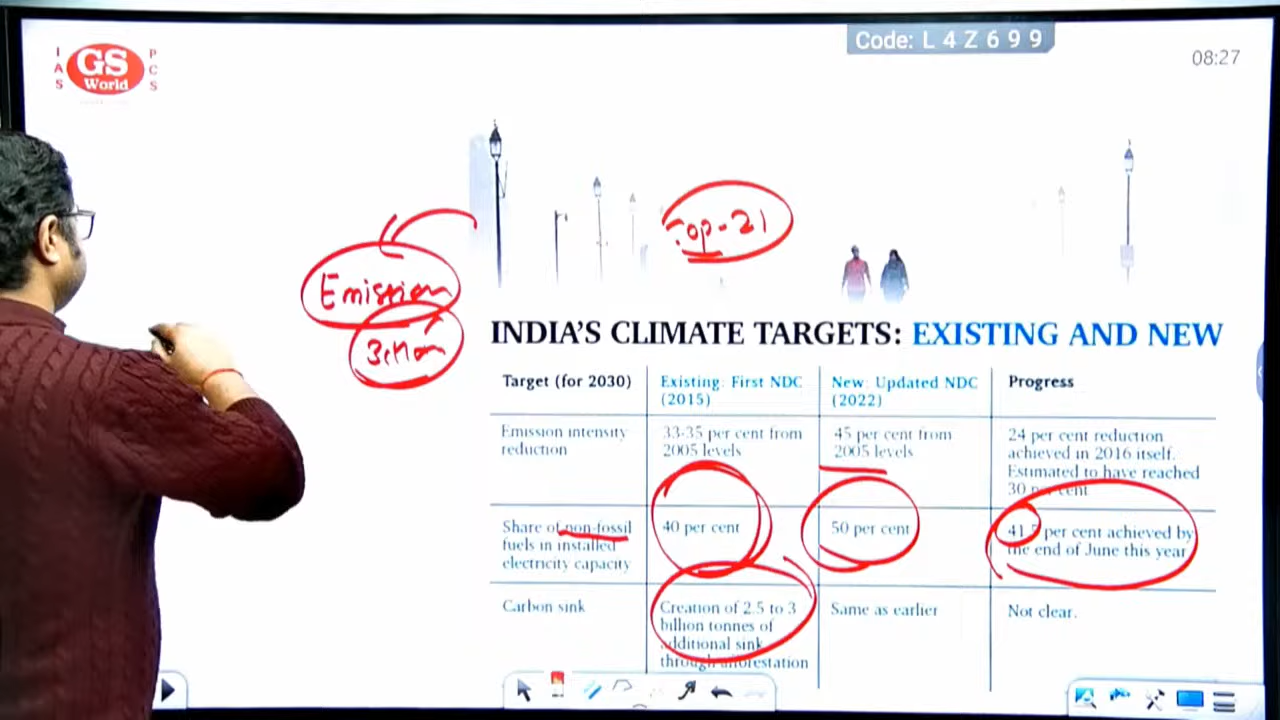 Code: L 4 Z 6 9 9
08:27
IAS
GS
World
PCS
Cop-21
Emission
INDIA'S CLIMATE TARGETS: EXISTING AND NEW
Target (for 2030)
Existing: First NDC
(2015)
New: Updated NDC
(2022)
Progress
Emission intensity
reduction
33-35 per cent from
2005 levels
45 per cent from
2005 levels
24 per cent reduction
achieved in 2016 itself.
Estimated to have reached
30 per cent
Share of non-fossil
fuels in installed
electricity capacity
40 per cent
50 per cent
41.5 per cent achieved by
the end of June this year
Carbon sink
Creation of 2.5 to 3
billion tonnes of
additional sink
through afforestation
Same as earlier
Not clear.